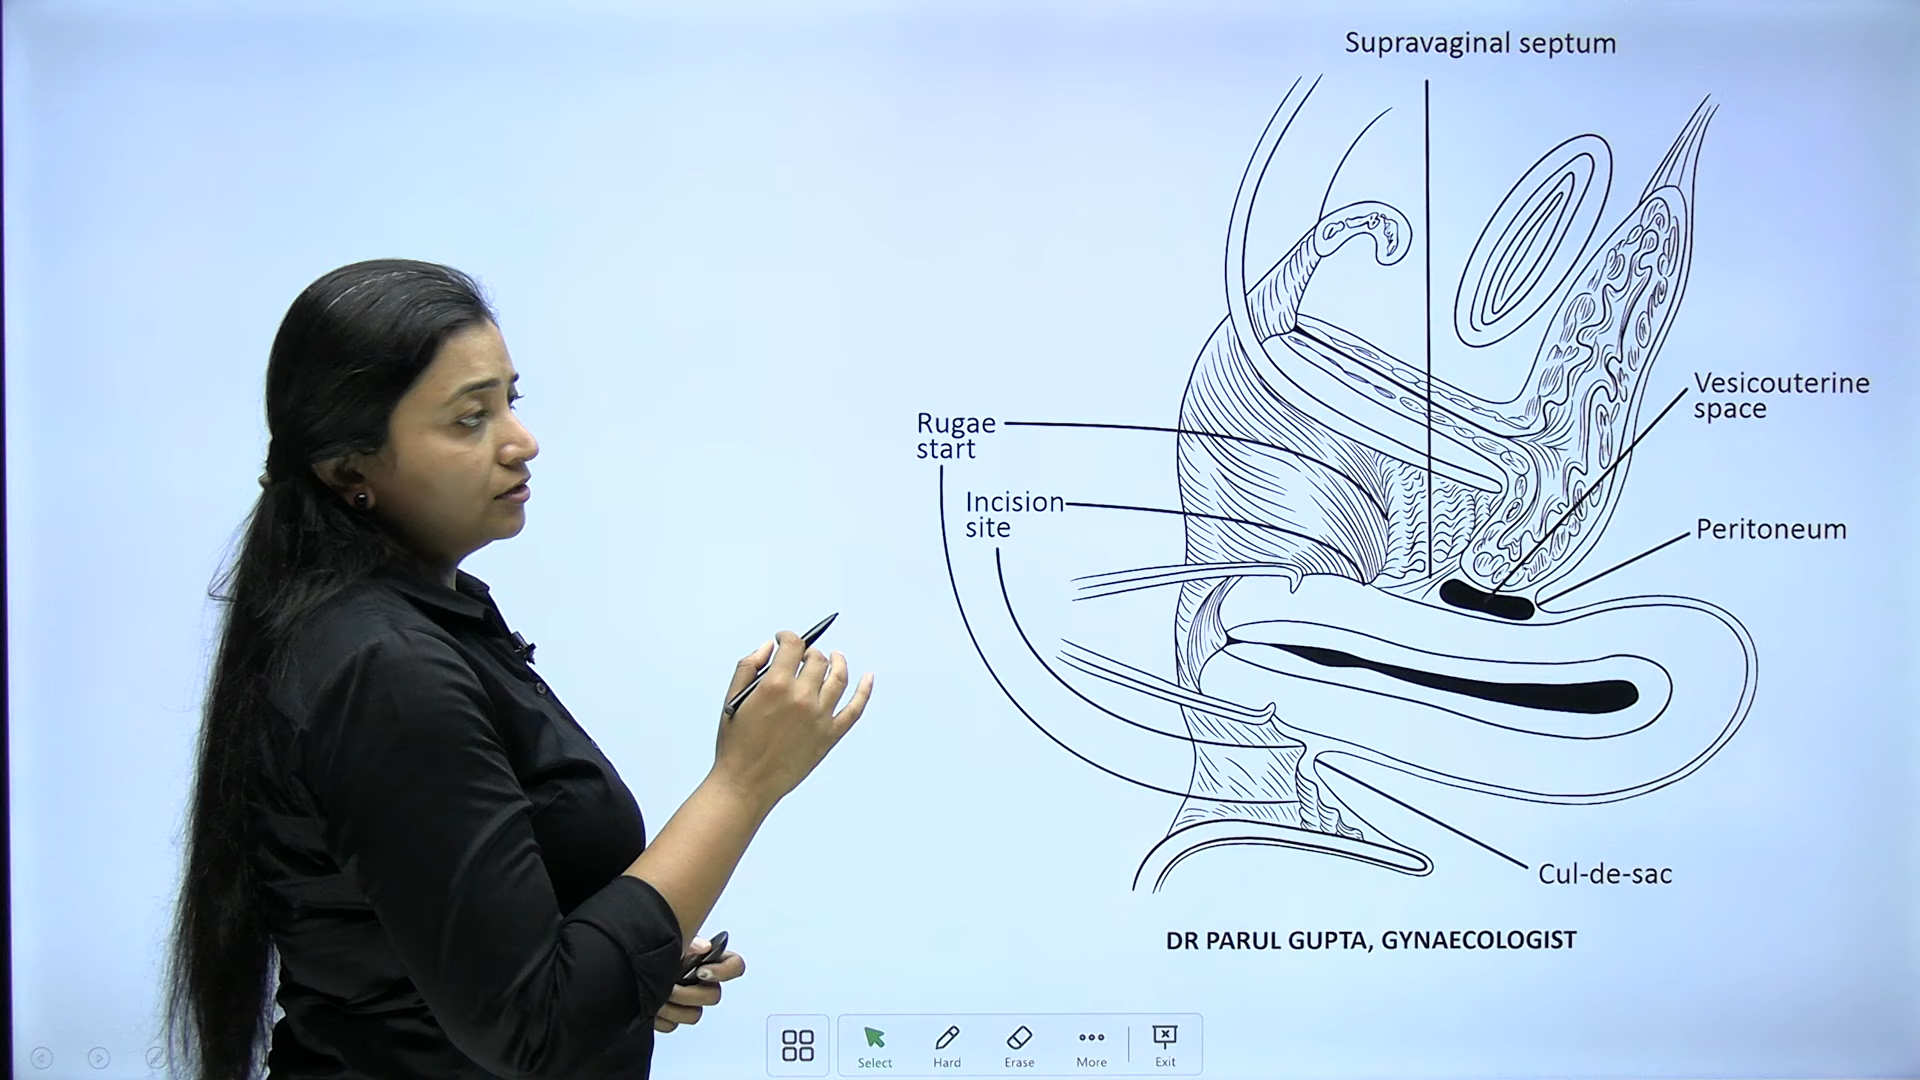 Supravaginal septum
Vesicouterine
space
Rugae
start
Incision
site
Peritoneum
Cul-de-sac
DR PARUL GUPTA, GYNAECOLOGIST
Select
Hard
Erase
More
Exit